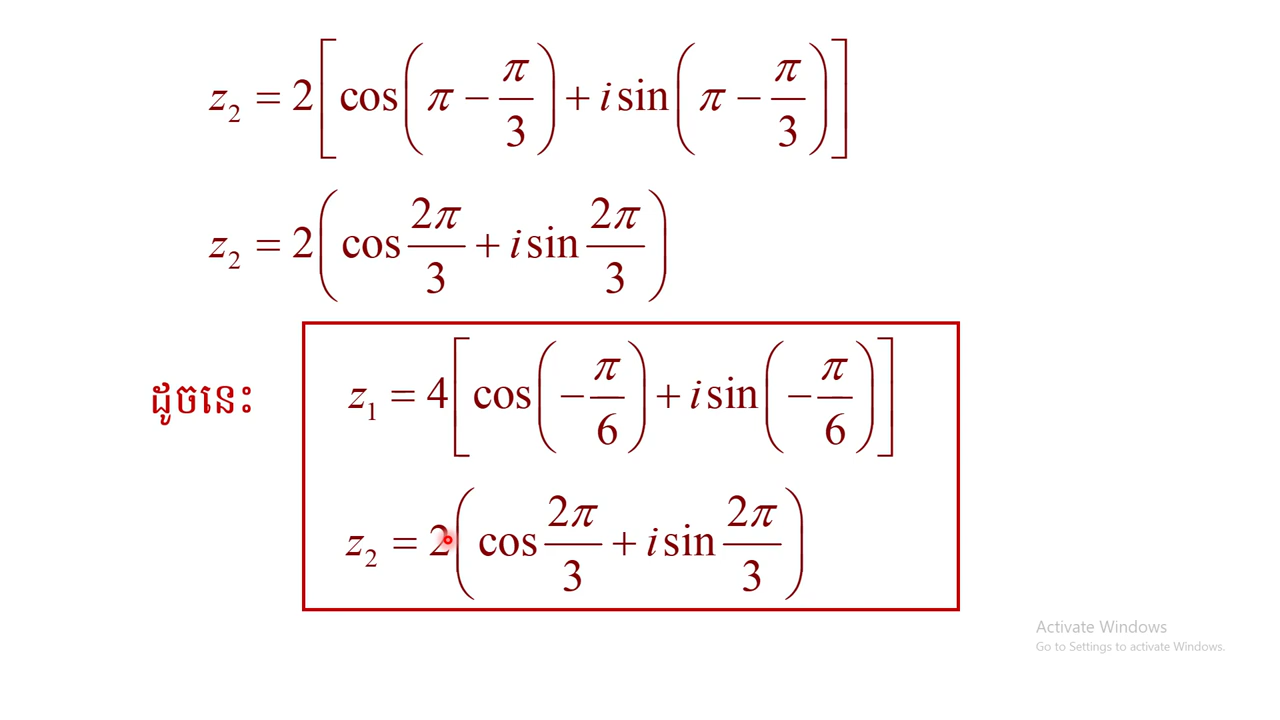 z₂ = 2[cos(π − π/3) + i sin(π − π/3)]
z₂ = 2(cos 2π/3 + i sin 2π/3)
ដូចនេះ z₁ = 4[cos(−π/6) + i sin(−π/6)]
z₂ = 2(cos 2π/3 + i sin 2π/3)
Activate Windows
Go to Settings to activate Windows.